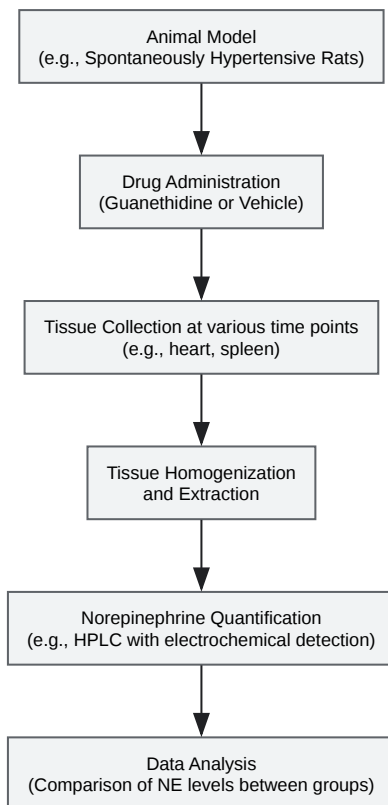 Animal Model
(e.g., Spontaneously Hypertensive Rats)
Drug Administration
(Guanethidine or Vehicle)
Tissue Collection at various time points
(e.g., heart, spleen)
Tissue Homogenization
and Extraction
Norepinephrine Quantification
(e.g., HPLC with electrochemical detection)
Data Analysis
(Comparison of NE levels between groups)